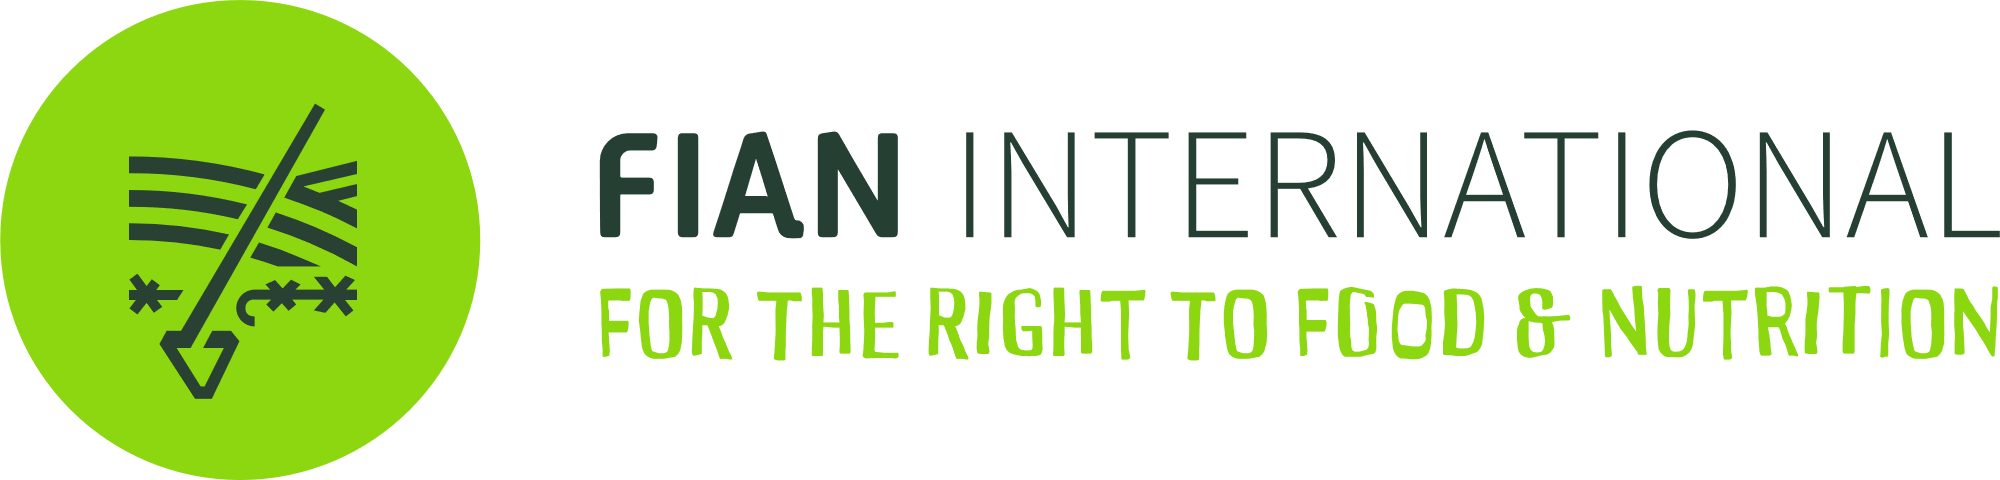 FIAN INTERNATIONAL
FOR THE RIGHT TO FOOD & NUTRITION